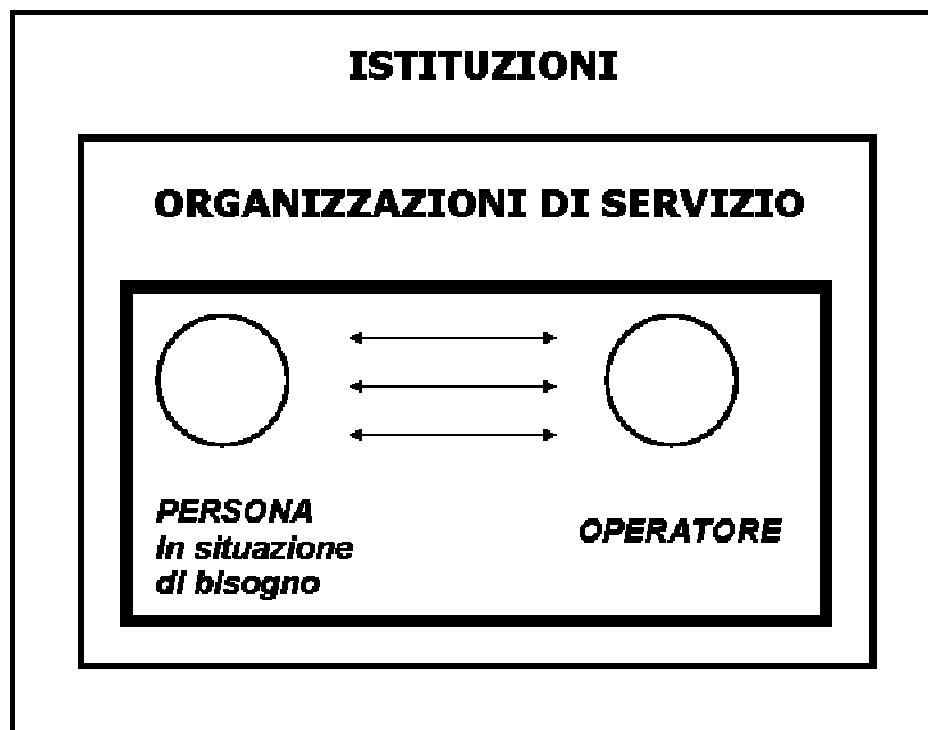 ISTITUZIONI
ORGANIZZAZIONI DI SERVIZIO
PERSONA
in situazione
di bisogno
OPERATORE